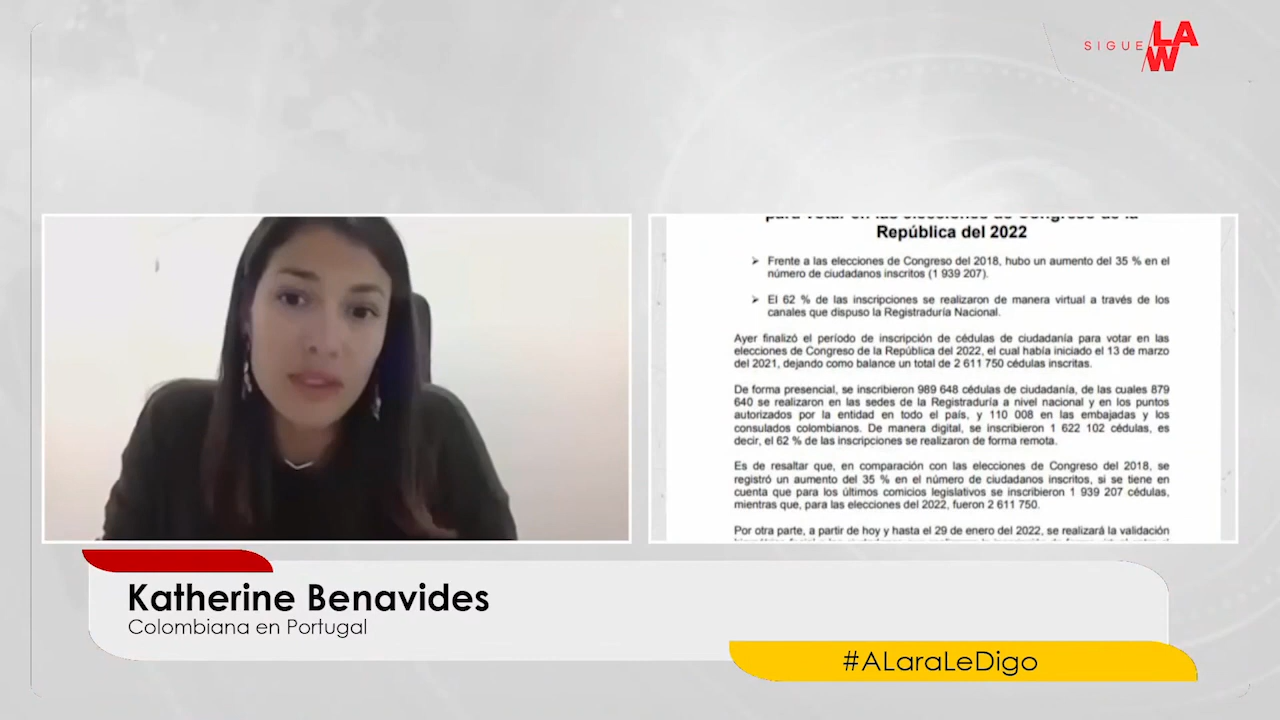 SIGUE LA W
para votar en las elecciones de Congreso de la
República del 2022
➢ Frente a las elecciones de Congreso del 2018, hubo un aumento del 35 % en el
número de ciudadanos inscritos (1 939 207).
➢ El 62 % de las inscripciones se realizaron de manera virtual a través de los
canales que dispuso la Registraduría Nacional.
Ayer finalizó el período de inscripción de cédulas de ciudadanía para votar en las
elecciones de Congreso de la República del 2022, el cual había iniciado el 13 de marzo
del 2021, dejando como balance un total de 2 611 750 cédulas inscritas.
De forma presencial, se inscribieron 989 648 cédulas de ciudadanía, de las cuales 879
640 se realizaron en las sedes de la Registraduría a nivel nacional y en los puntos
autorizados por la entidad en todo el país, y 110 008 en las embajadas y los
consulados colombianos. De manera digital, se inscribieron 1 622 102 cédulas, es
decir, el 62 % de las inscripciones se realizaron de forma remota.
Es de resaltar que, en comparación con las elecciones de Congreso del 2018, se
registró un aumento del 35 % en el número de ciudadanos inscritos, si se tiene en
cuenta que para los últimos comicios legislativos se inscribieron 1 939 207 cédulas,
mientras que, para las elecciones del 2022, fueron 2 611 750.
Por otra parte, a partir de hoy y hasta el 29 de enero del 2022, se realizará la validación
Katherine Benavides
Colombiana en Portugal
#ALaraLeDigo